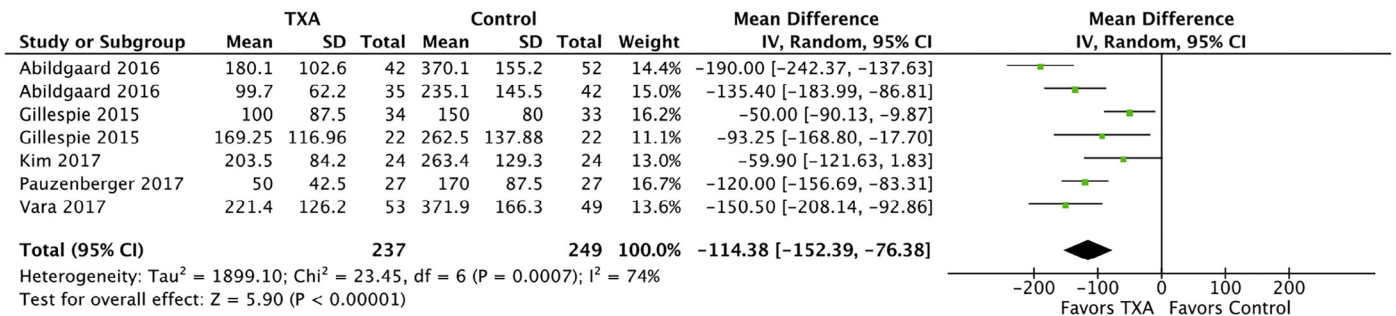 TXA Control Mean Difference Mean Difference
Study or Subgroup Mean SD Total Mean SD Total Weight IV, Random, 95% CI IV, Random, 95% CI
Abildgaard 2016 180.1 102.6 42 370.1 155.2 52 14.4% −190.00 [−242.37, −137.63]
Abildgaard 2016 99.7 62.2 35 235.1 145.5 42 15.0% −135.40 [−183.99, −86.81]
Gillespie 2015 100 87.5 34 150 80 33 16.2% −50.00 [−90.13, −9.87]
Gillespie 2015 169.25 116.96 22 262.5 137.88 22 11.1% −93.25 [−168.80, −17.70]
Kim 2017 203.5 84.2 24 263.4 129.3 24 13.0% −59.90 [−121.63, 1.83]
Pauzenberger 2017 50 42.5 27 170 87.5 27 16.7% −120.00 [−156.69, −83.31]
Vara 2017 221.4 126.2 53 371.9 166.3 49 13.6% −150.50 [−208.14, −92.86]
Total (95% CI) 237 249 100.0% −114.38 [−152.39, −76.38]
Heterogeneity: Tau² = 1899.10; Chi² = 23.45, df = 6 (P = 0.0007); I² = 74%
Test for overall effect: Z = 5.90 (P < 0.00001)
−200 −100 0 100 200
Favors TXA Favors Control